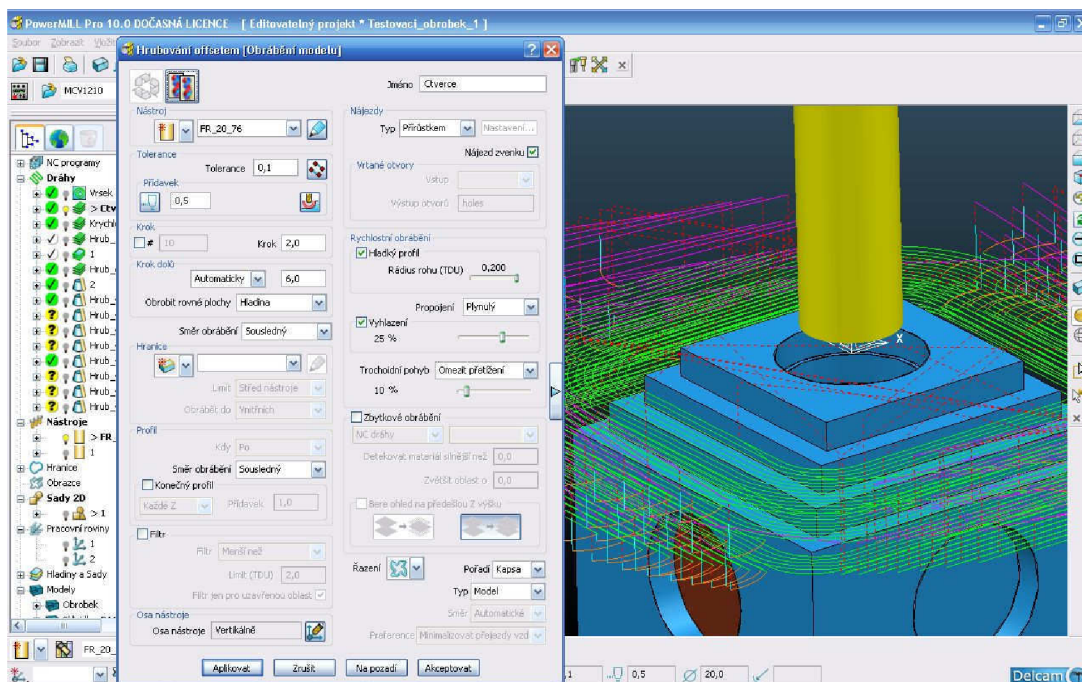 PowerMILL Pro 10.0 DOČASNÁ LICENCE [ Editovatelný projekt * Testovaci_obrobek_1 ]
Soubor Zobrazit
MCV1210
NC programy
Dráhy
Vrsek
> Ctv
Krychl
Hrub_
1
Hrub_
2
Hrub_
Hrub_
Hrub_
Hrub_
Hrub_
Hrub_
Hrub_
Nástroje
> FR_
1
Hranice
Obrazce
Sady 2D
> 1
Pracovní roviny
1
2
Hladiny a Sady
Modely
Obrobek
FR_20_
Hrubování offsetem [Obrábění modelu]
Jméno Ctverce
Nástroj
FR_20_76
Tolerance
Tolerance 0,1
Přídavek
0,5
Krok
# 10 Krok 2,0
Krok dolů
Automaticky 6,0
Obrobit rovné plochy Hladina
Směr obrábění Sousledný
Hranice
Limit Střed nástroje
Obrábět do Vnitřních
Profil
Kdy Po
Směr obrábění Sousledný
Konečný profil
Každé Z Přídavek 1,0
Filtr
Filtr Menší než
Limit (TDU) 2,0
Filtr jen pro uzavřenou oblast
Osa nástroje
Osa nástroje Vertikálně
Nájezdy
Typ Přírůstkem Nastavení...
Nájezd zvenku
Vrtané otvory
Vstup
Výstup otvorů holes
Rychlostní obrábění
Hladký profil
Rádius rohu (TDU) 0,200
Propojení Plynulý
Vyhlazení
25 %
Trochoidní pohyb Omezit přetížení
10 %
Zbytkové obrábění
NC dráhy
Detekovat materiál silnější než 0,0
Zvětšit oblast o 0,0
Bere ohled na předešlou Z výšku
Řazení Pořadí Kapsa
Typ Model
Směr Automatické
Preference Minimalizovat přejezdy vzd
Aplikovat Zrušit Na pozadí Akceptovat
X
,1 0,5 20,0
Delcam